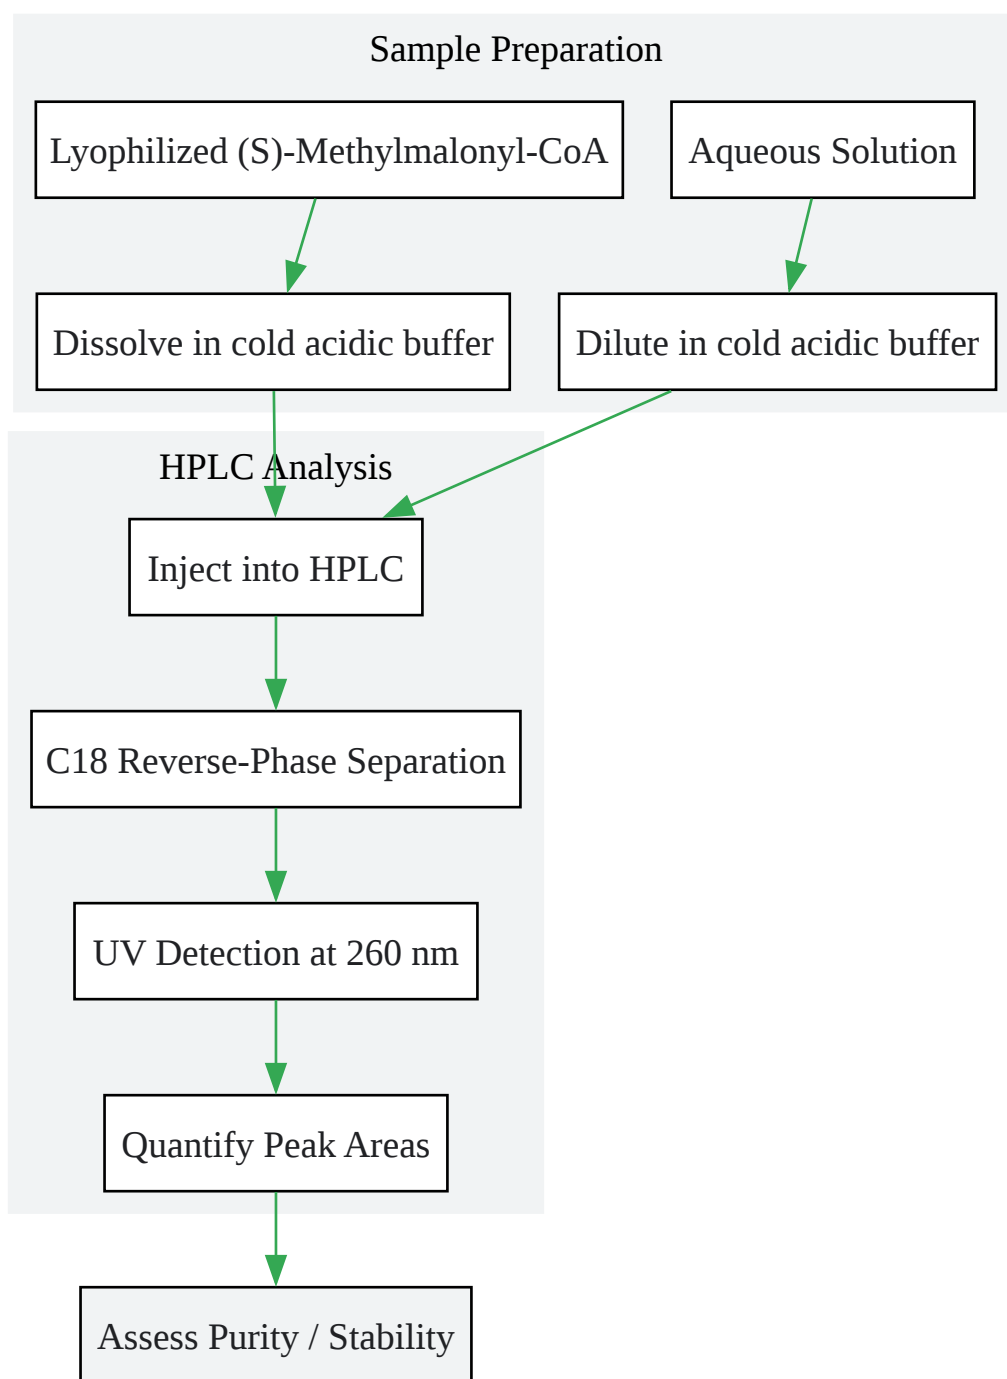 Sample Preparation
Lyophilized (S)-Methylmalonyl-CoA
Aqueous Solution
Dissolve in cold acidic buffer
Dilute in cold acidic buffer
HPLC Analysis
Inject into HPLC
C18 Reverse-Phase Separation
UV Detection at 260 nm
Quantify Peak Areas
Assess Purity / Stability